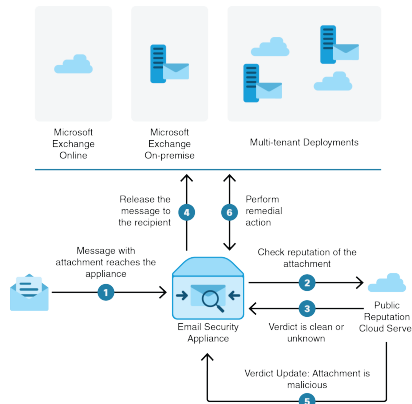 Microsoft
Exchange
Online
Microsoft
Exchange
On-premise
Multi-tenant Deployments
Release the
message to
the recipient
4
6
Perform
remedial
action
Message with
attachment reaches the
appliance
1
Check reputation of the
attachment
2
3
Verdict is clean or
unknown
Email Security
Appliance
Public
Reputation
Cloud Serve
Verdict Update: Attachment is
malicious
5